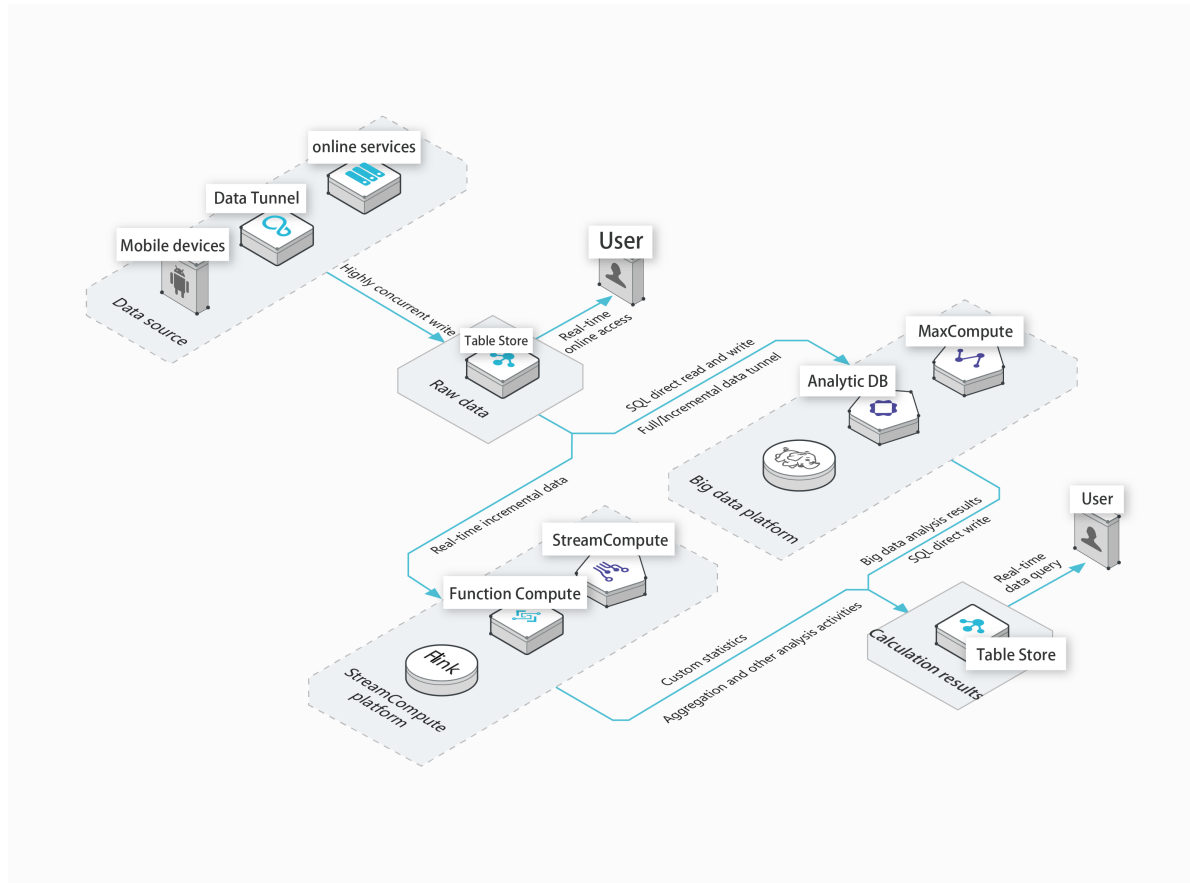 online services
Data Tunnel
Mobile devices
Data source
Highly concurrent write
User
Real-time
online access
Table Store
Raw data
SQL direct read and write
Full/Incremental data tunnel
MaxCompute
Analytic DB
Big data platform
Real-time incremental data
StreamCompute
Function Compute
Flink
StreamCompute
platform
Big data analysis results
SQL direct write
Custom statistics
Aggregation and other analysis activities
User
Real-time
data query
Table Store
Calculation results